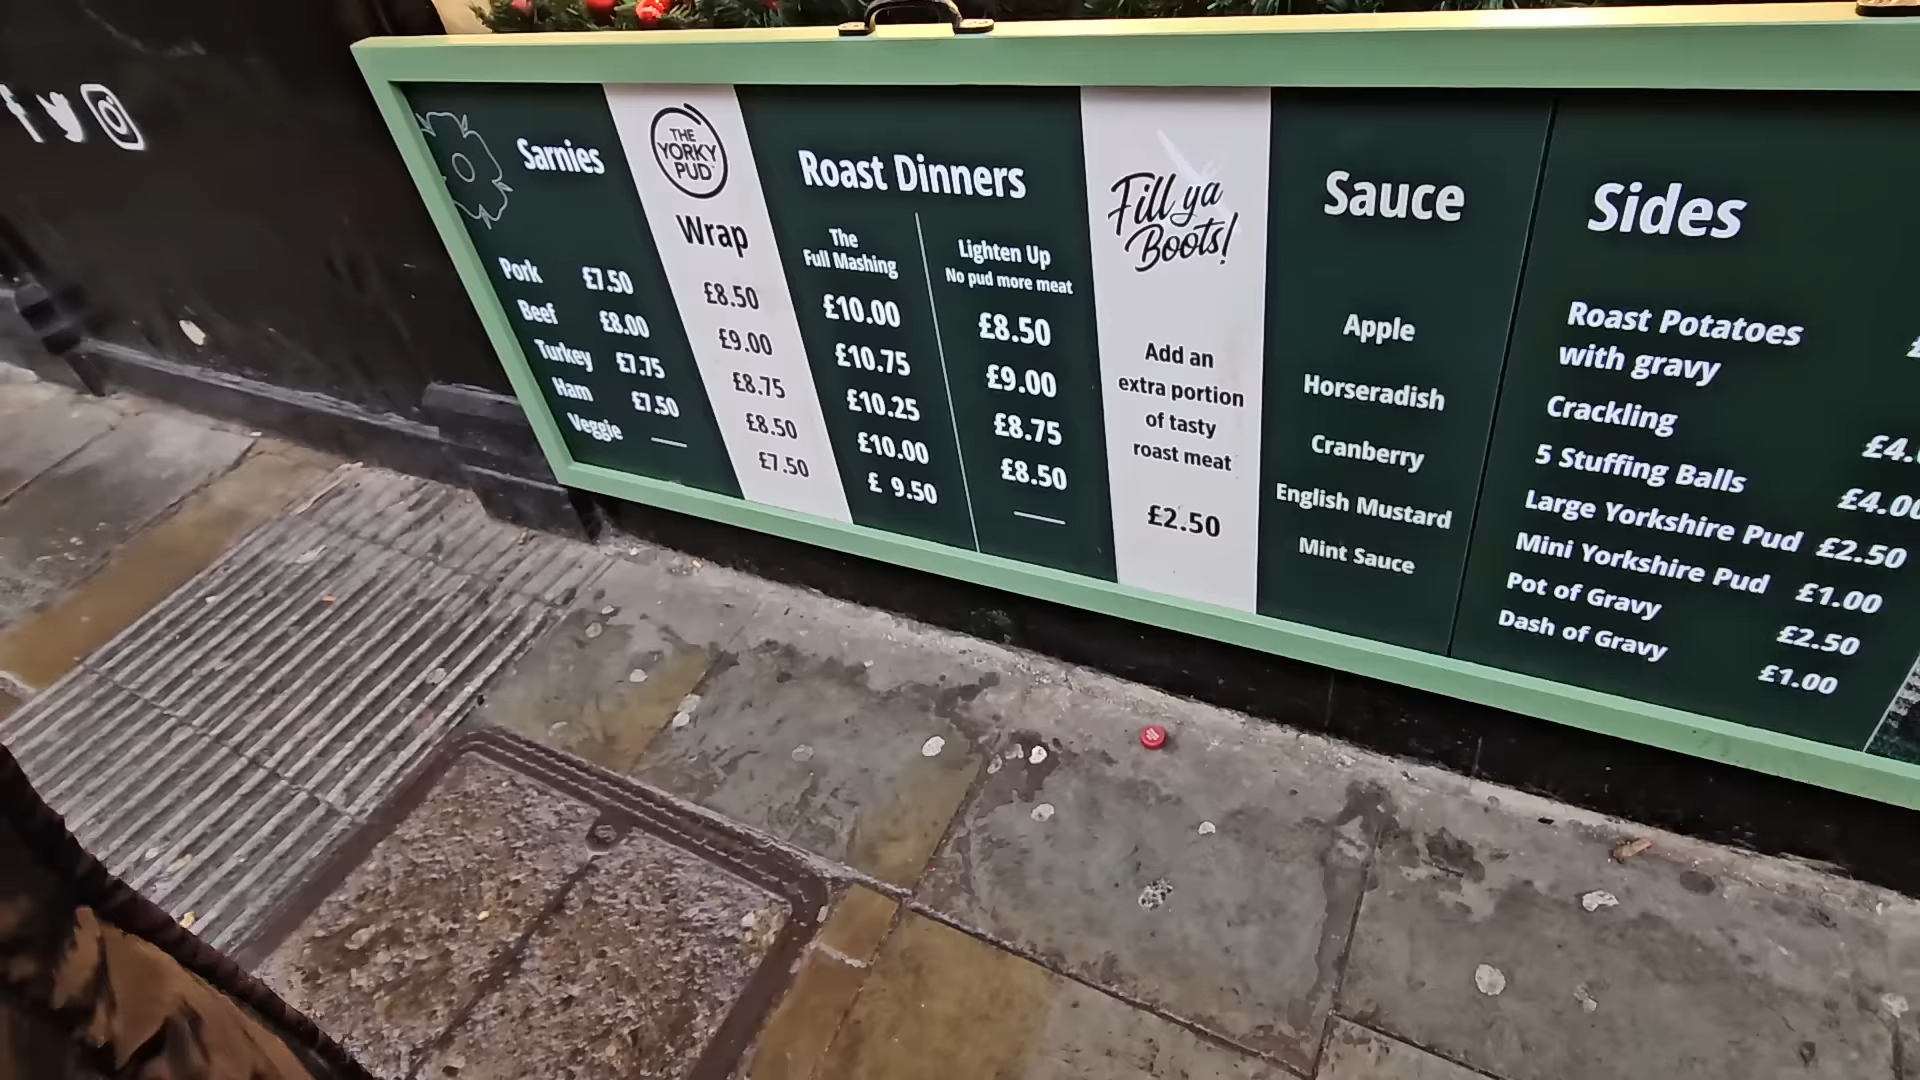 Sarnies
Pork £7.50
Beef £8.00
Turkey £7.75
Ham £7.50
Veggie —
THE
YORKY
PUD
Wrap
£8.50
£9.00
£8.75
£8.50
£7.50
Roast Dinners
The
Full Mashing
£10.00
£10.75
£10.25
£10.00
£ 9.50
Lighten Up
No pud more meat
£8.50
£9.00
£8.75
£8.50
—
Fill ya
Boots!
Add an
extra portion
of tasty
roast meat
£2.50
Sauce
Apple
Horseradish
Cranberry
English Mustard
Mint Sauce
Sides
Roast Potatoes
with gravy
Crackling
5 Stuffing Balls £4.00
Large Yorkshire Pud £2.50
Mini Yorkshire Pud £1.00
Pot of Gravy £2.50
Dash of Gravy £1.00